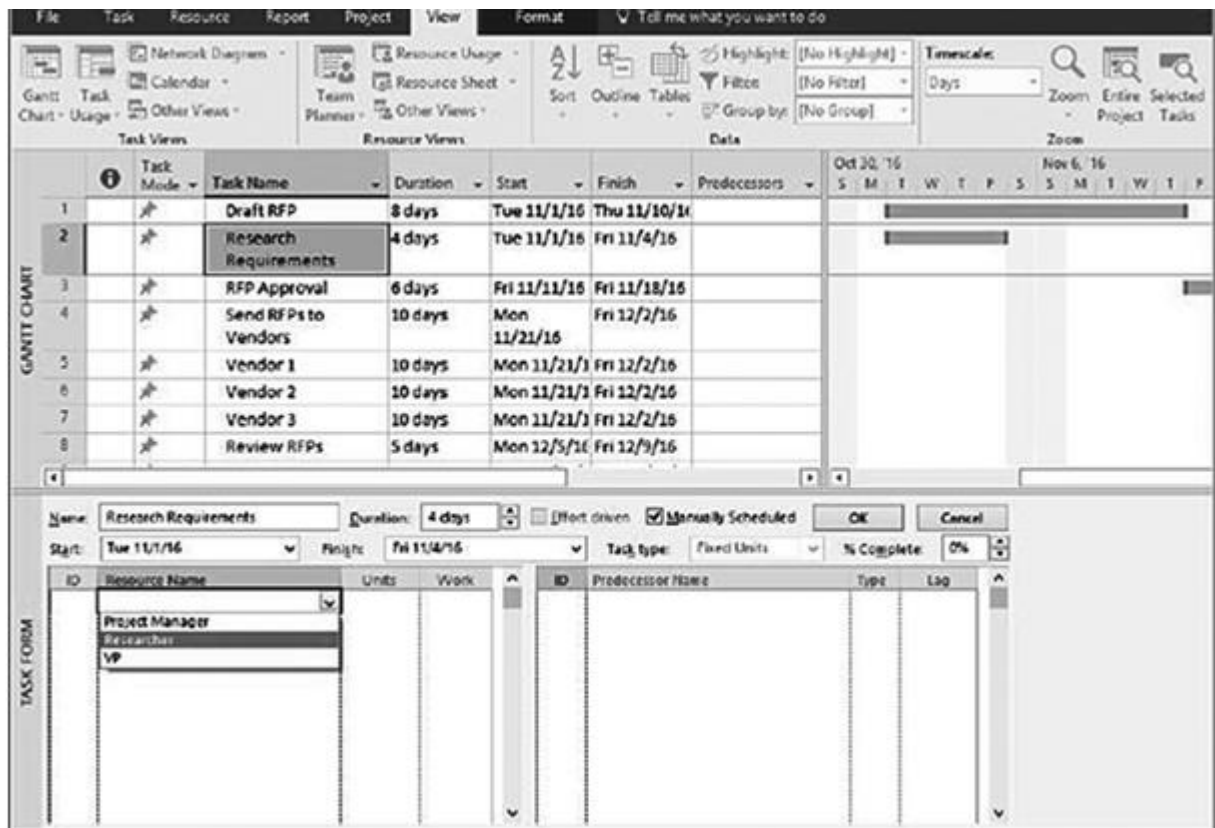 File Task Resource Report Project View Format Tell me what you want to do
Network Diagram Resource Usage Highlight: [No Highlight] Timescale:
Calendar Resource Sheet Filter: [No Filter] Days
Gantt Chart Task Usage Other Views Team Planner Other Views Sort Outline Tables Group by: [No Group] Zoom Entire Project Selected Tasks
Task Views Resource Views Data Zoom
Oct 30, '16 Nov 6, '16
Task Mode Task Name Duration Start Finish Predecessors S M T W T F S S M T W T F
1 Draft RFP 8 days Tue 11/1/16 Thu 11/10/16
2 Research Requirements 4 days Tue 11/1/16 Fri 11/4/16
3 RFP Approval 6 days Fri 11/11/16 Fri 11/18/16
4 Send RFPs to Vendors 10 days Mon 11/21/16 Fri 12/2/16
5 Vendor 1 10 days Mon 11/21/1 Fri 12/2/16
6 Vendor 2 10 days Mon 11/21/1 Fri 12/2/16
7 Vendor 3 10 days Mon 11/21/1 Fri 12/2/16
8 Review RFPs 5 days Mon 12/5/16 Fri 12/9/16
GANTT CHART
Name: Research Requirements Duration: 4 days Effort driven Manually Scheduled OK Cancel
Start: Tue 11/1/16 Finish: Fri 11/4/16 Task type: Fixed Units % Complete: 0%
ID Resource Name Units Work ID Predecessor Name Type Lag
Project Manager
Researcher
VP
TASK FORM